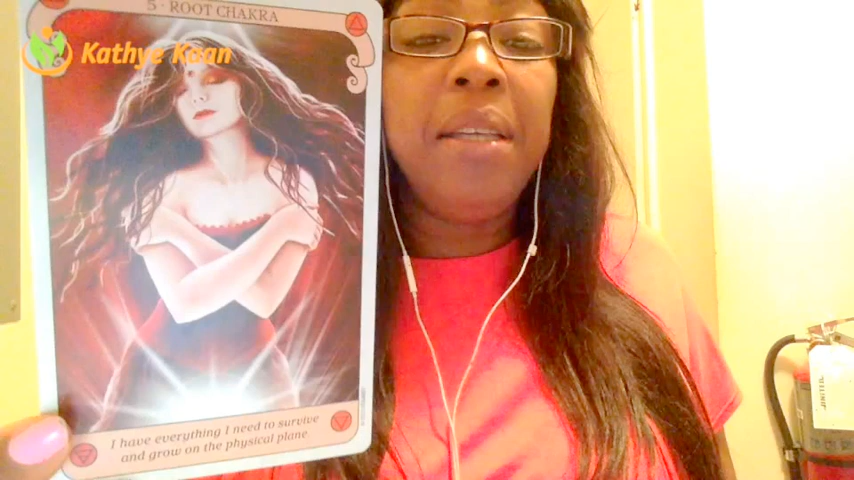 5 · ROOT CHAKRA
Kathye Kaan
I have everything I need to survive
and grow on the physical plane